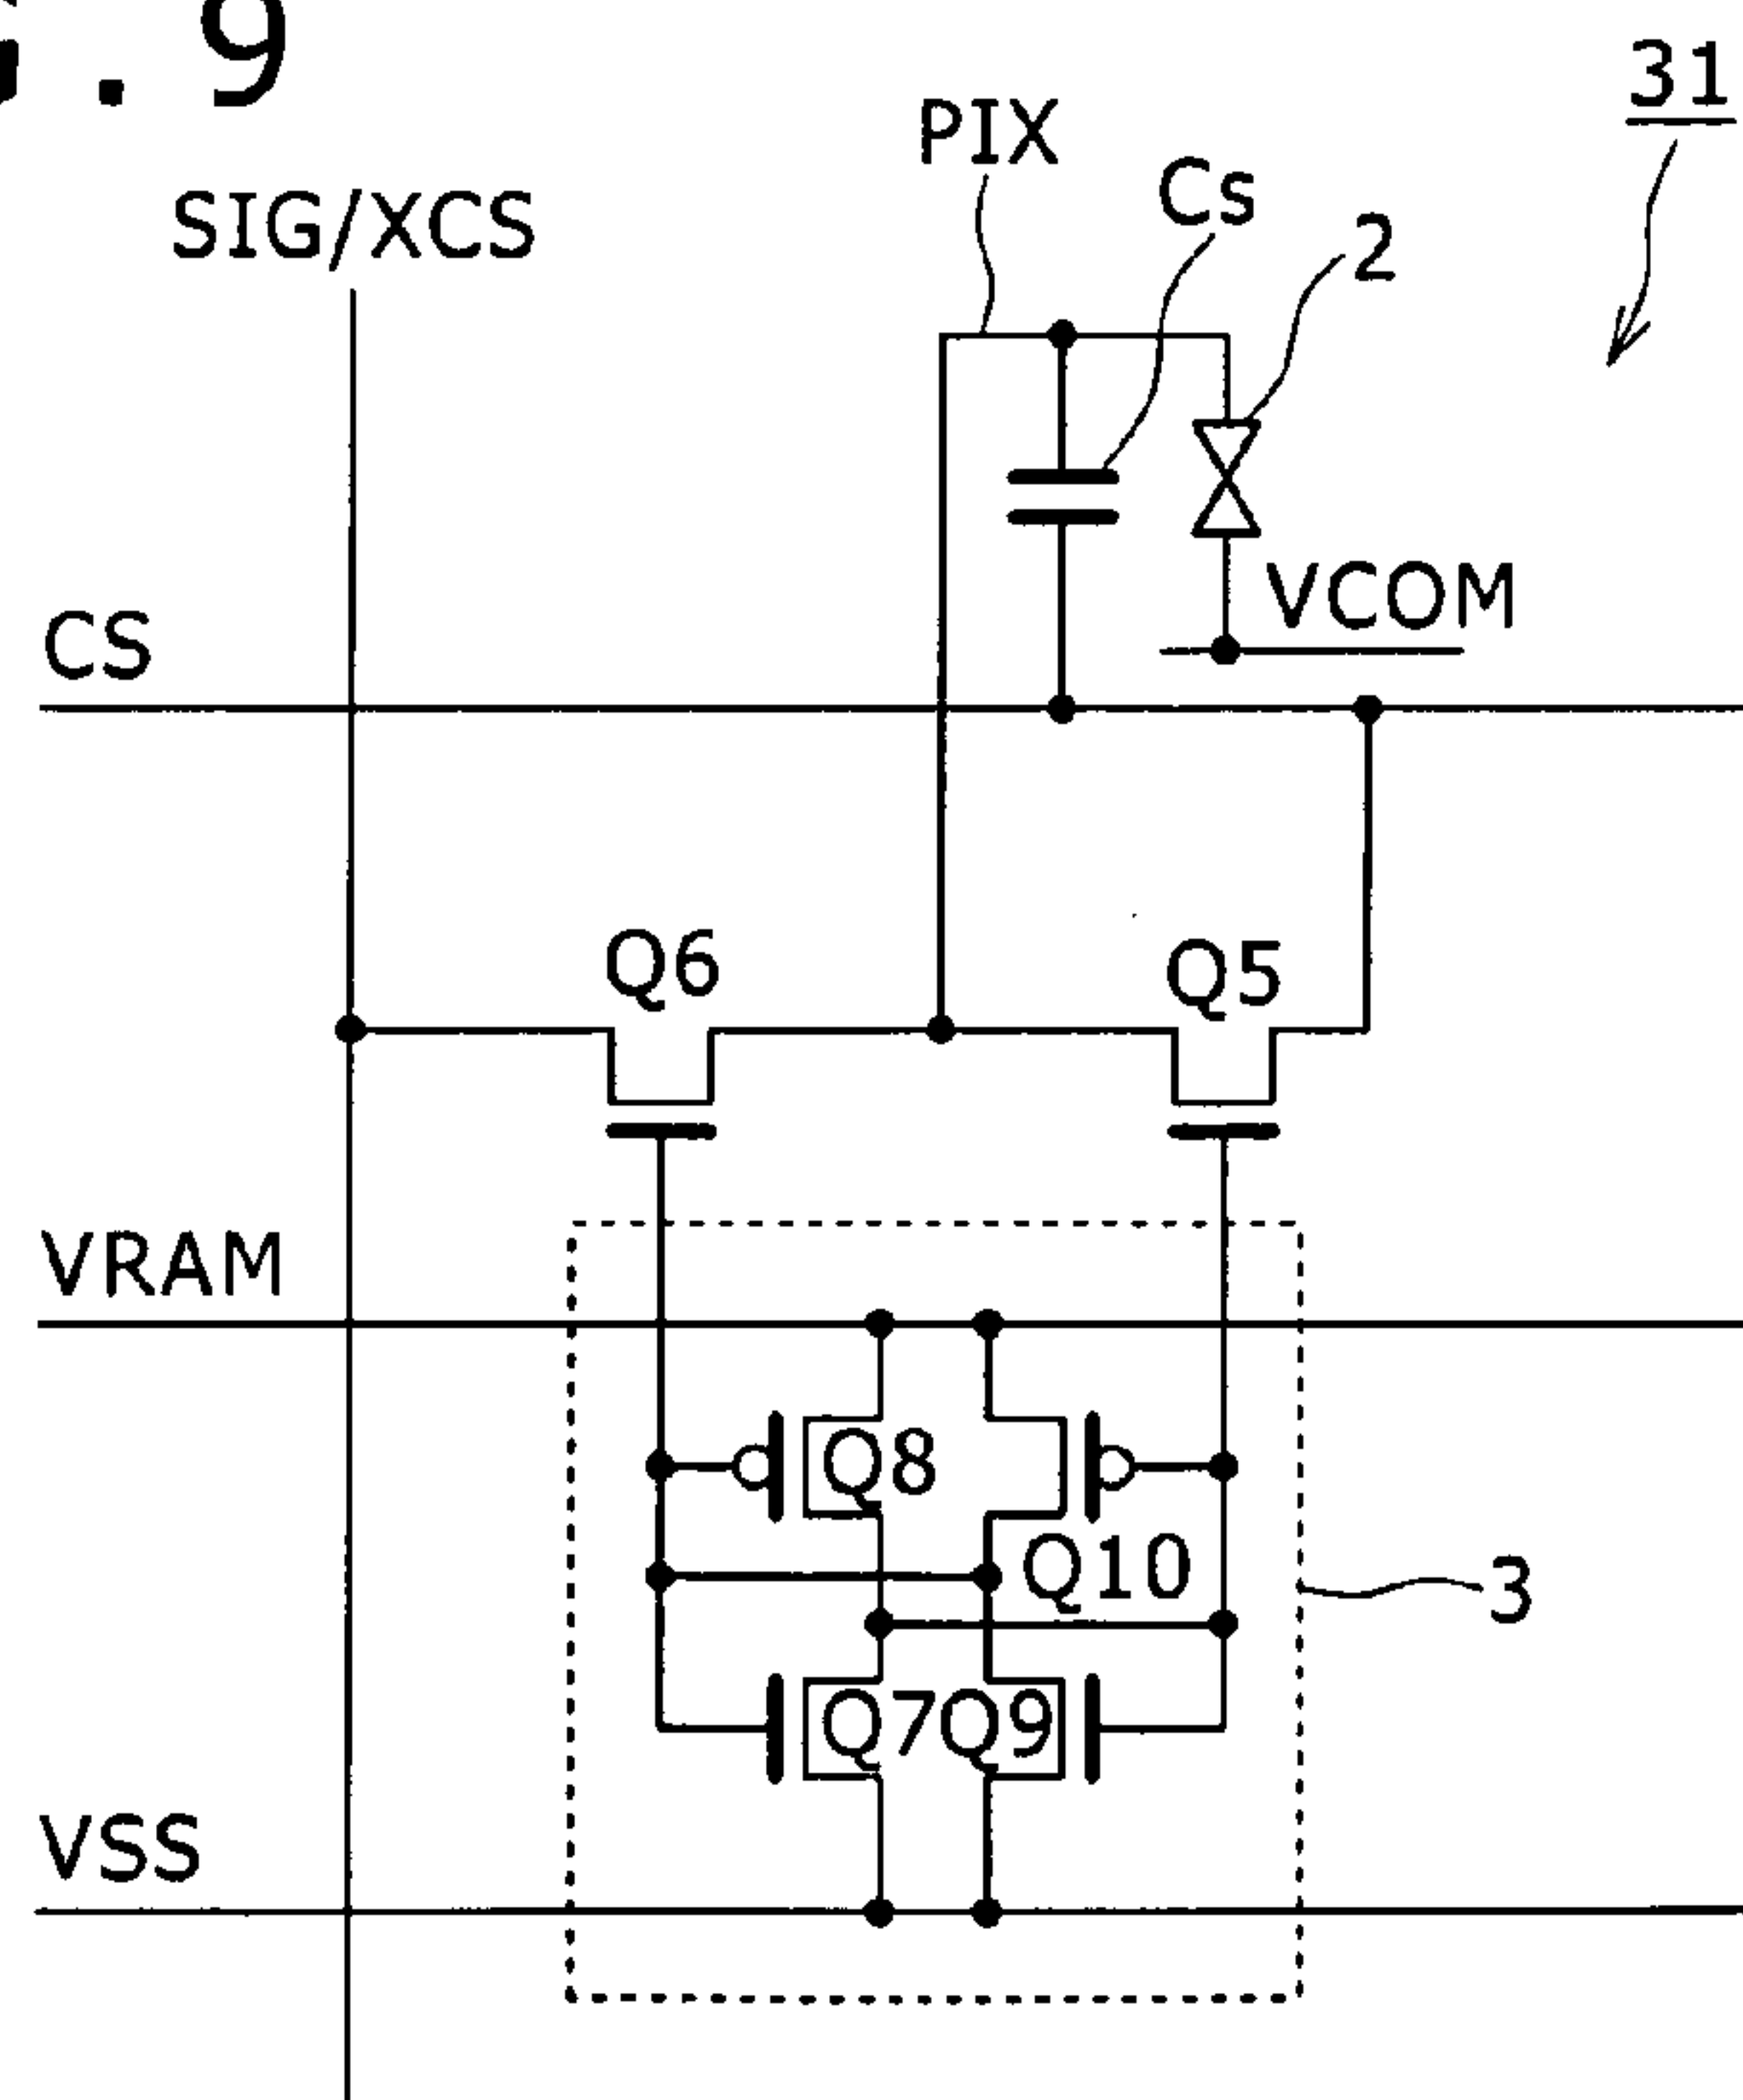 . 9
31
PIX
Cs
SIG/XCS
2
VCOM
CS
Q6
Q5
VRAM
Q8
Q10
3
Q7Q9
VSS